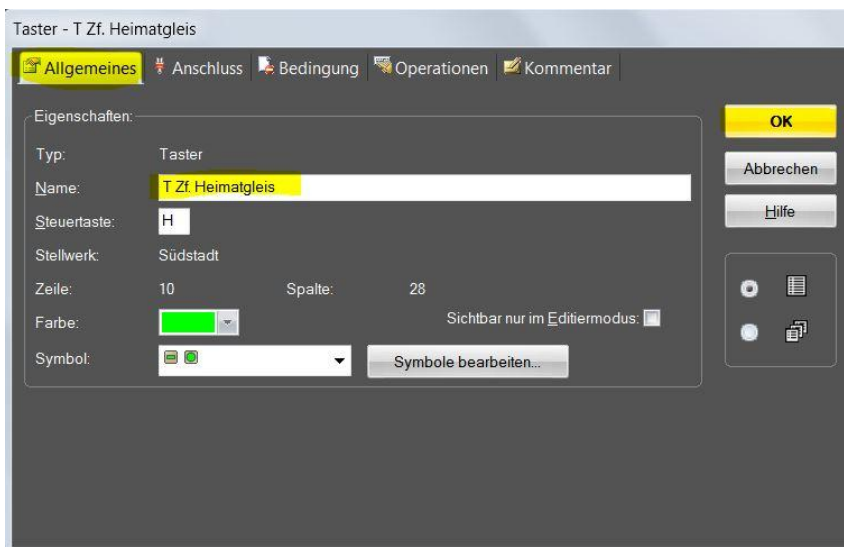 Taster - T Zf. Heimatgleis
Allgemeines Anschluss Bedingung Operationen Kommentar
Eigenschaften:
OK
Typ: Taster
Abbrechen
Name: T Zf. Heimatgleis
Hilfe
Steuertaste: H
Stellwerk: Südstadt
Zeile: 10 Spalte: 28
Farbe: Sichtbar nur im Editiermodus:
Symbol: Symbole bearbeiten...